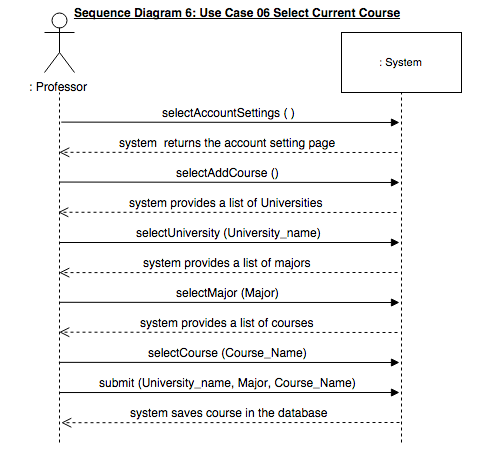 Sequence Diagram 6: Use Case 06 Select Current Course
: System
: Professor
selectAccountSettings ( )
system returns the account setting page
selectAddCourse ()
system provides a list of Universities
selectUniversity (University_name)
system provides a list of majors
selectMajor (Major)
system provides a list of courses
selectCourse (Course_Name)
submit (University_name, Major, Course_Name)
system saves course in the database